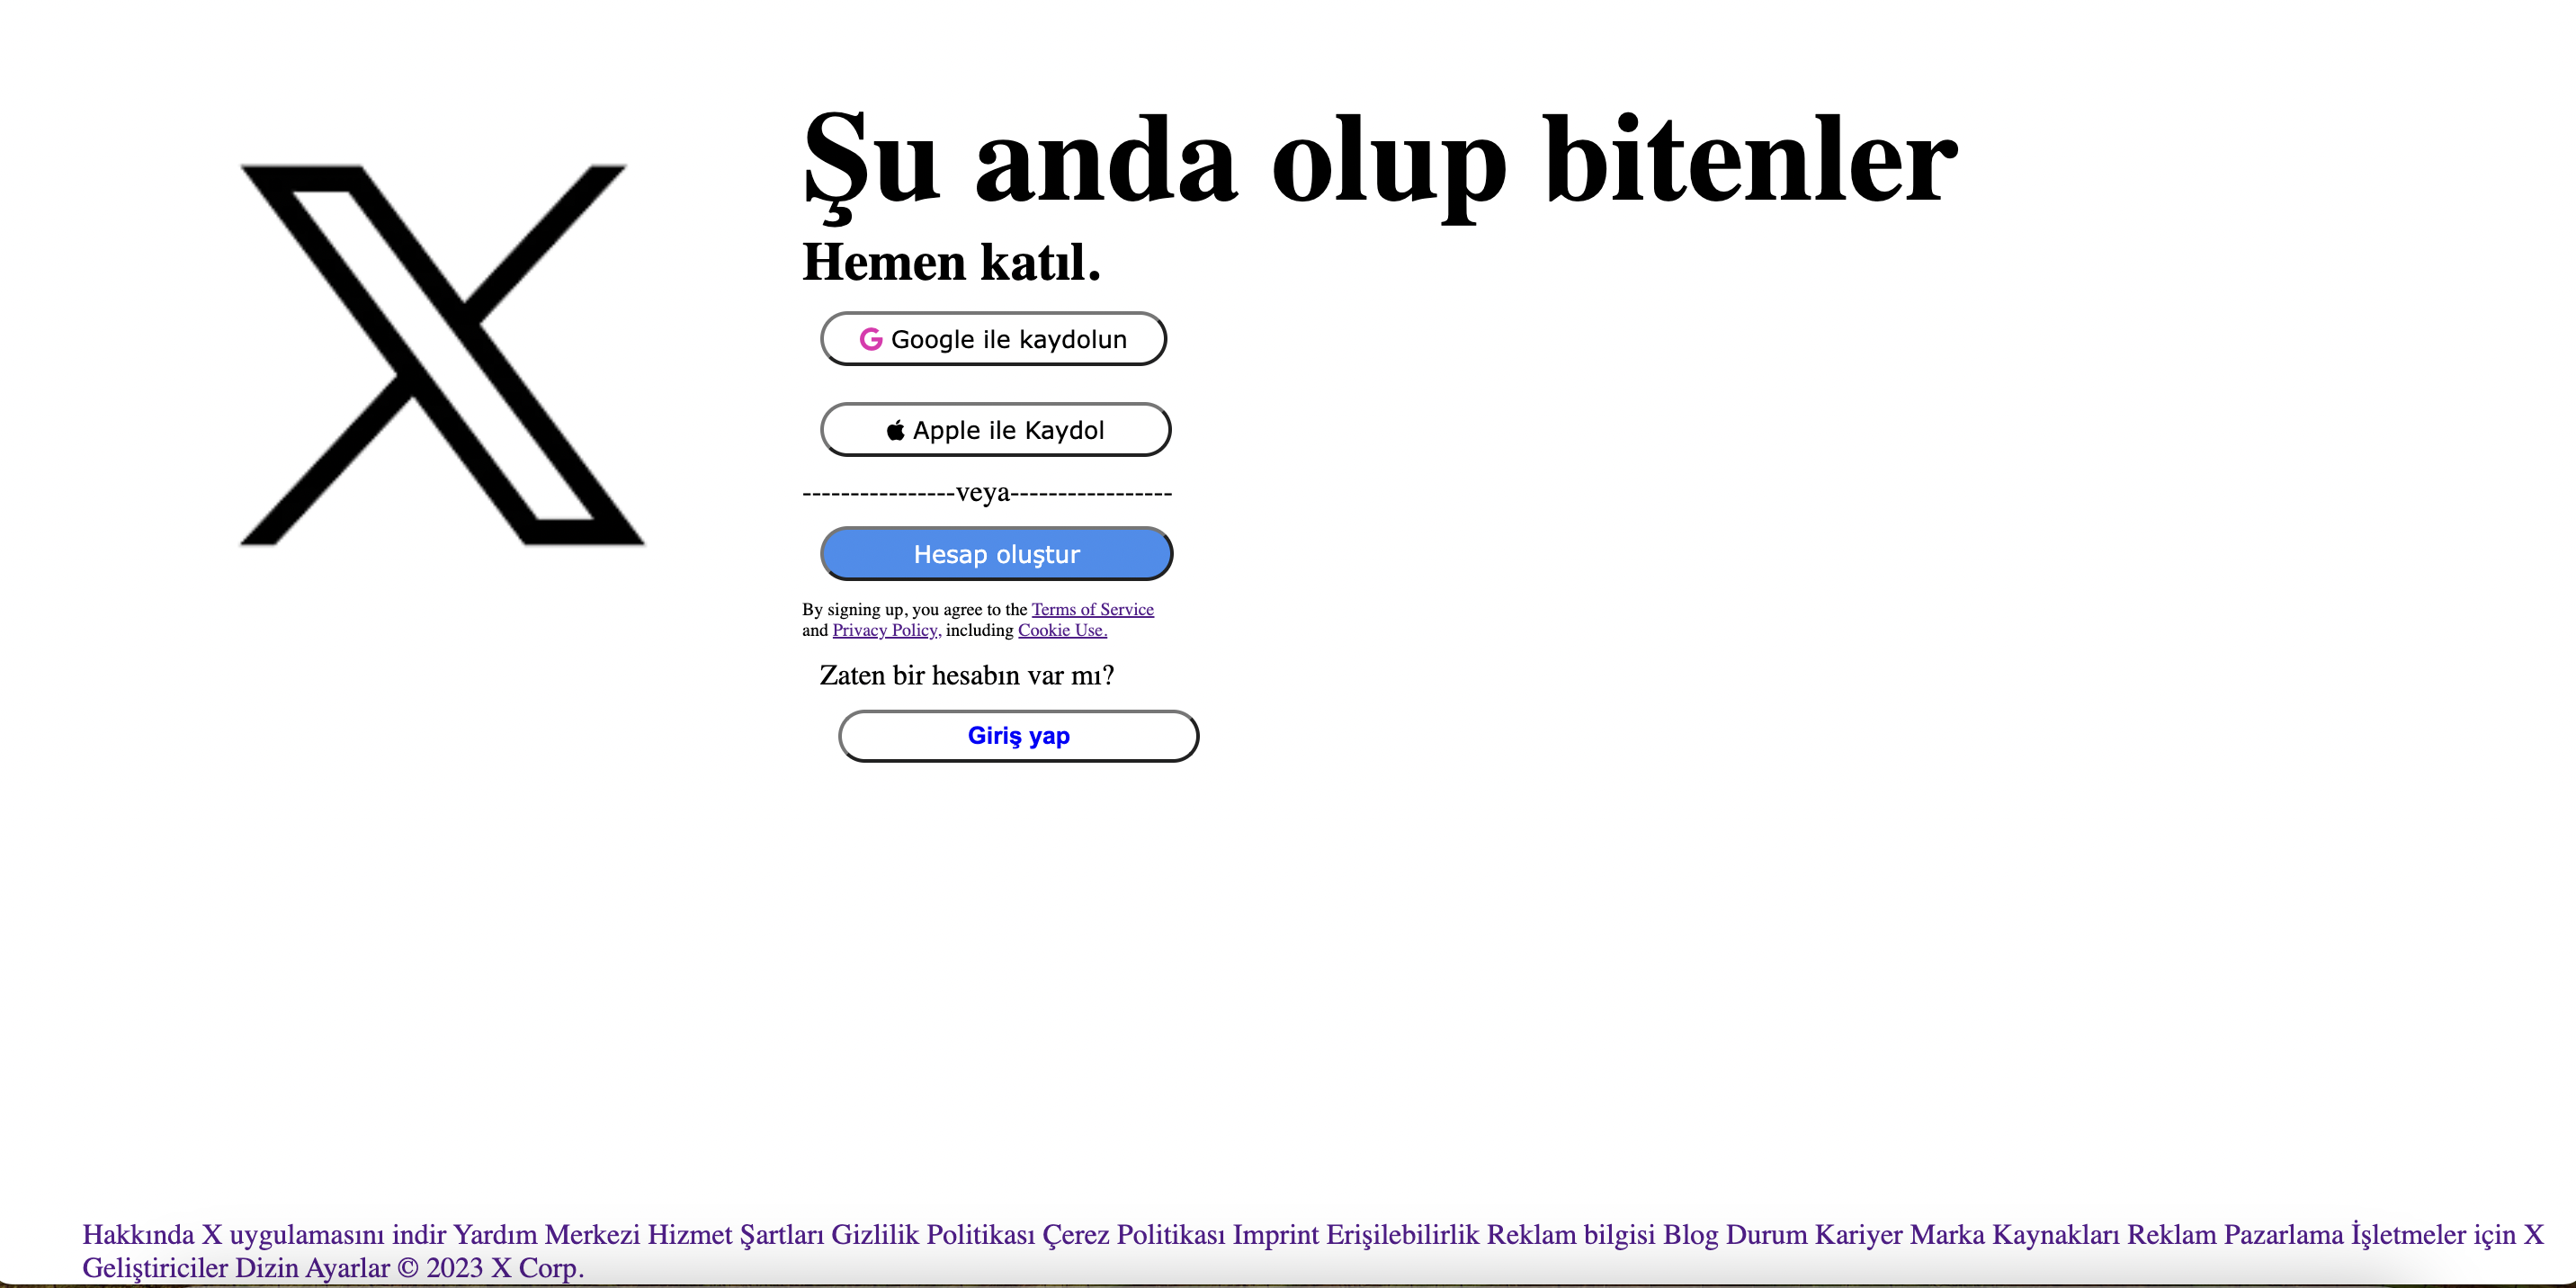 Şu anda olup bitenler
Hemen katıl.
Google ile kaydolun
Apple ile Kaydol
----------------veya-----------------
Hesap oluştur
By signing up, you agree to the Terms of Service
and Privacy Policy, including Cookie Use.
Zaten bir hesabın var mı?
Giriş yap
Hakkında X uygulamasını indir Yardım Merkezi Hizmet Şartları Gizlilik Politikası Çerez Politikası Imprint Erişilebilirlik Reklam bilgisi Blog Durum Kariyer Marka Kaynakları Reklam Pazarlama İşletmeler için X
Geliştiriciler Dizin Ayarlar © 2023 X Corp.